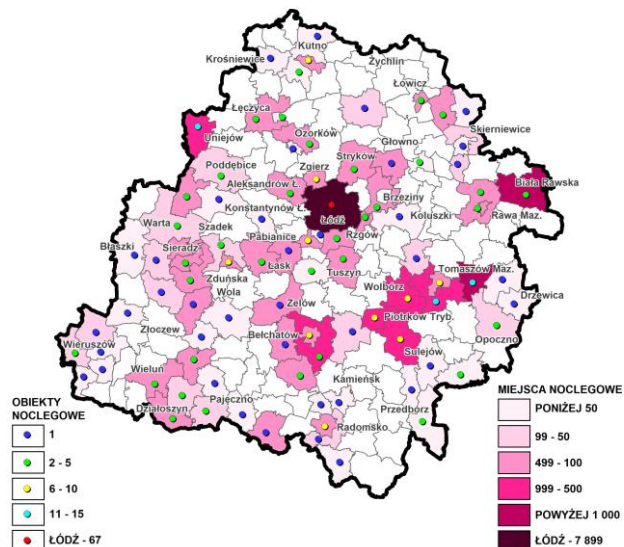 Kutno
Krośniewice
Żychlin
Łowicz
Łęczyca
Skierniewice
Uniejów
Ozorków
Głowno
Stryków
Zgierz
Poddębice
Aleksandrów Ł.
Brzeziny
Biała Rawska
Konstantynów Ł.
Łódź
Koluszki
Rawa Maz.
Warta
Szadek
Pabianice
Rzgów
Błaszki
Sieradz
Łask
Tuszyn
Tomaszów Maz.
Zduńska
Wola
Wolbórz
Drzewica
Zelów
Złoczew
Piotrków Tryb.
Bełchatów
Opoczno
Wieruszów
Sulejów
Wieluń
Kamieńsk
Pajęczno
Działoszyn
Przedbórz
Radomsko
OBIEKTY
NOCLEGOWE
1
2 - 5
6 - 10
11 - 15
ŁÓDŹ - 67
MIEJSCA NOCLEGOWE
PONIŻEJ 50
99 - 50
499 - 100
999 - 500
POWYŻEJ 1 000
ŁÓDŹ - 7 899